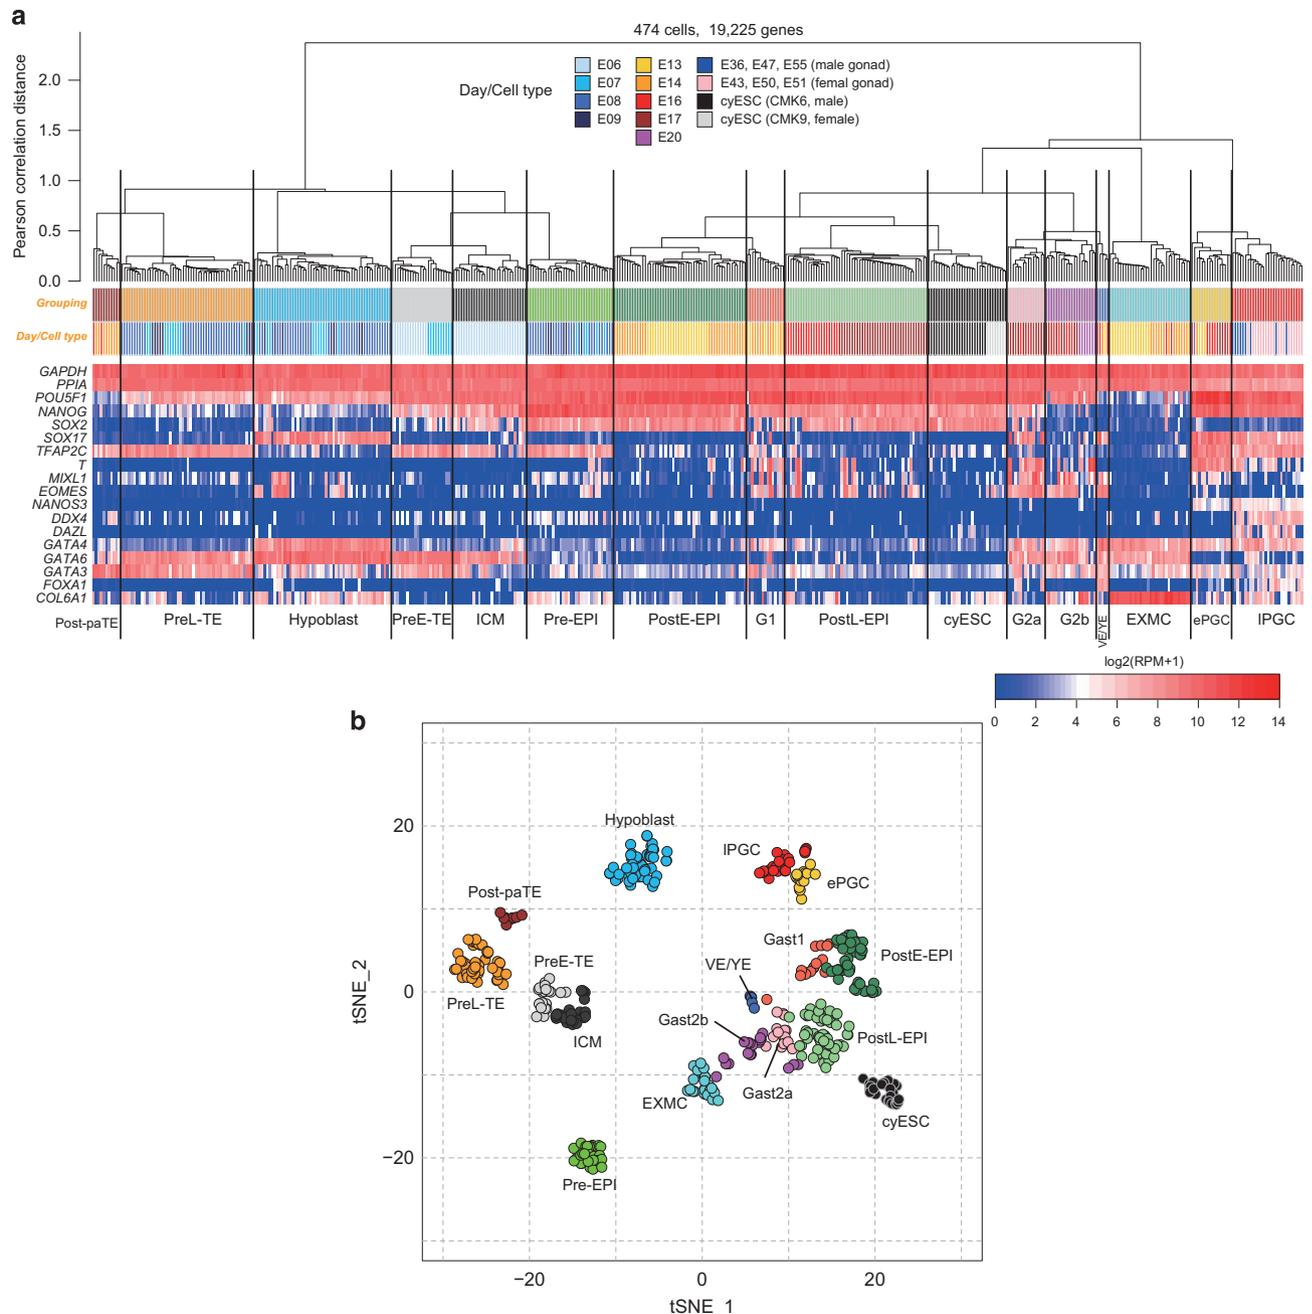 a
474 cells, 19,225 genes
Pearson correlation distance
2.0
1.5
1.0
0.5
0.0
Day/Cell type
E06
E07
E08
E09
E13
E14
E16
E17
E20
E36, E47, E55 (male gonad)
E43, E50, E51 (femal gonad)
cyESC (CMK6, male)
cyESC (CMK9, female)
Grouping
Day/Cell type
GAPDH
PPIA
POU5F1
NANOG
SOX2
SOX17
TFAP2C
T
MIXL1
EOMES
NANOS3
DDX4
DAZL
GATA4
GATA6
GATA3
FOXA1
COL6A1
Post-paTE PreL-TE Hypoblast PreE-TE ICM Pre-EPI PostE-EPI G1 PostL-EPI cyESC G2a G2b VE/YE EXMC ePGC lPGC
log2(RPM+1)
0 2 4 6 8 10 12 14
b
tSNE_2
20
0
−20
Hypoblast
lPGC
ePGC
Post-paTE
Gast1
PostE-EPI
PreE-TE
VE/YE
PreL-TE
Gast2b
ICM
PostL-EPI
Gast2a
EXMC
cyESC
Pre-EPI
−20 0 20
tSNE_1